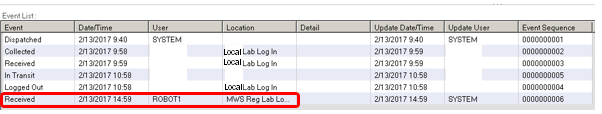 Event List :
Event Date/Time User Location Detail Update Date/Time Update User Event Sequence
Dispatched 2/13/2017 9:40 SYSTEM 2/13/2017 9:40 SYSTEM 0000000001
Collected 2/13/2017 9:58 Local Lab Log In 2/13/2017 9:59 0000000002
Received 2/13/2017 9:59 Local Lab Log In 2/13/2017 9:59 0000000003
In Transit 2/13/2017 10:58 2/13/2017 10:58 0000000005
Logged Out 2/13/2017 10:58 Local Lab Log In 2/13/2017 10:58 0000000004
Received 2/13/2017 14:59 ROBOT1 MWS Reg Lab Lo... 2/13/2017 14:59 SYSTEM 0000000006